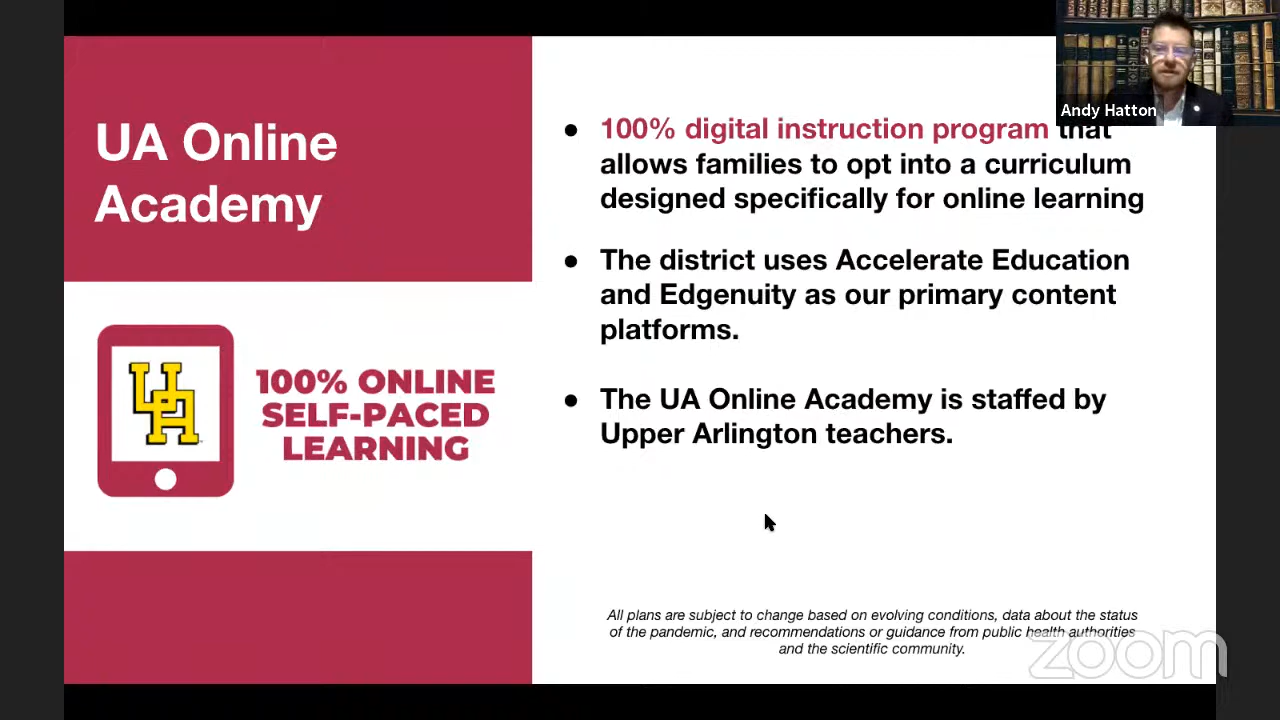 UA Online
Academy
UA
100% ONLINE
SELF-PACED
LEARNING
Andy Hatton
● 100% digital instruction program that
allows families to opt into a curriculum
designed specifically for online learning
● The district uses Accelerate Education
and Edgenuity as our primary content
platforms.
● The UA Online Academy is staffed by
Upper Arlington teachers.
All plans are subject to change based on evolving conditions, data about the status
of the pandemic, and recommendations or guidance from public health authorities
and the scientific community.
zoom